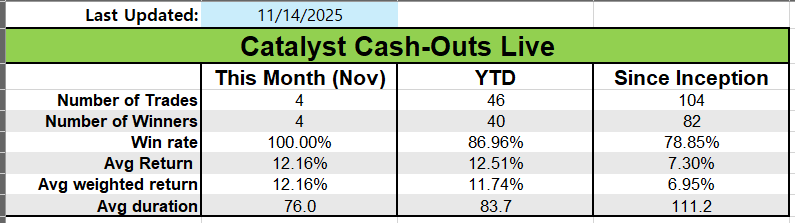 Last Updated: 11/14/2025
Catalyst Cash-Outs Live
This Month (Nov) YTD Since Inception
Number of Trades 4 46 104
Number of Winners 4 40 82
Win rate 100.00% 86.96% 78.85%
Avg Return 12.16% 12.51% 7.30%
Avg weighted return 12.16% 11.74% 6.95%
Avg duration 76.0 83.7 111.2